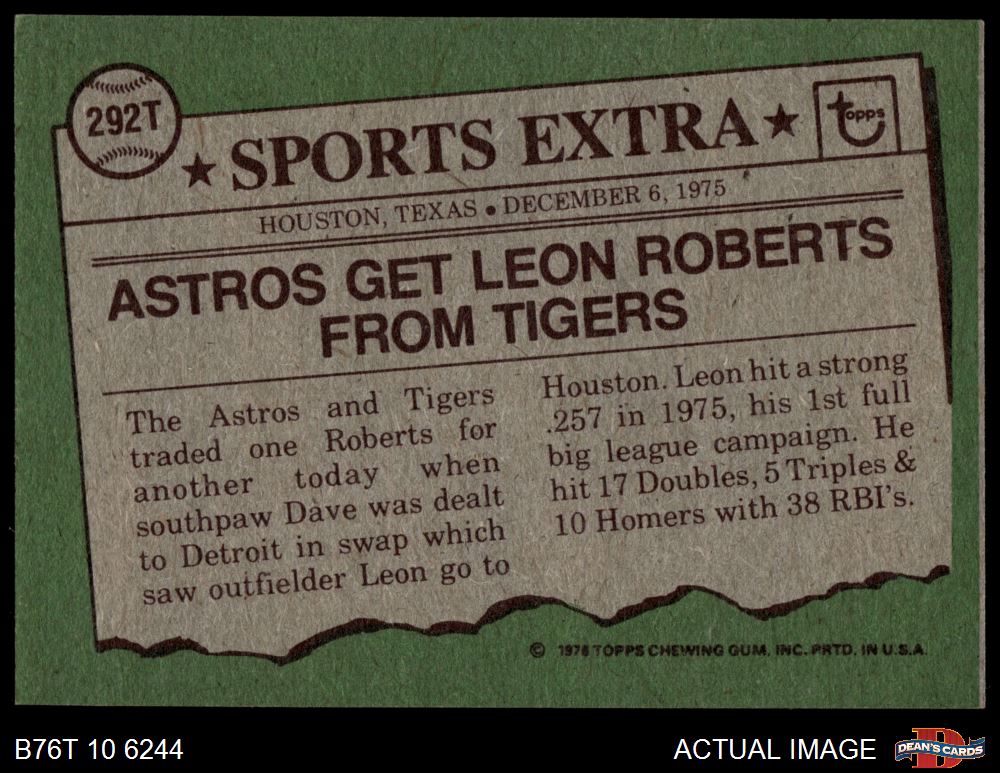 292T
★ SPORTS EXTRA ★
topps
HOUSTON, TEXAS • DECEMBER 6, 1975
ASTROS GET LEON ROBERTS
FROM TIGERS
The Astros and Tigers
traded one Roberts for
another today when
southpaw Dave was dealt
to Detroit in swap which
saw outfielder Leon go to
Houston. Leon hit a strong
.257 in 1975, his 1st full
big league campaign. He
hit 17 Doubles, 5 Triples &
10 Homers with 38 RBI's.
© 1976 TOPPS CHEWING GUM, INC. PRTD. IN U.S.A.
B76T 10 6244
ACTUAL IMAGE
DEAN'S CARDS